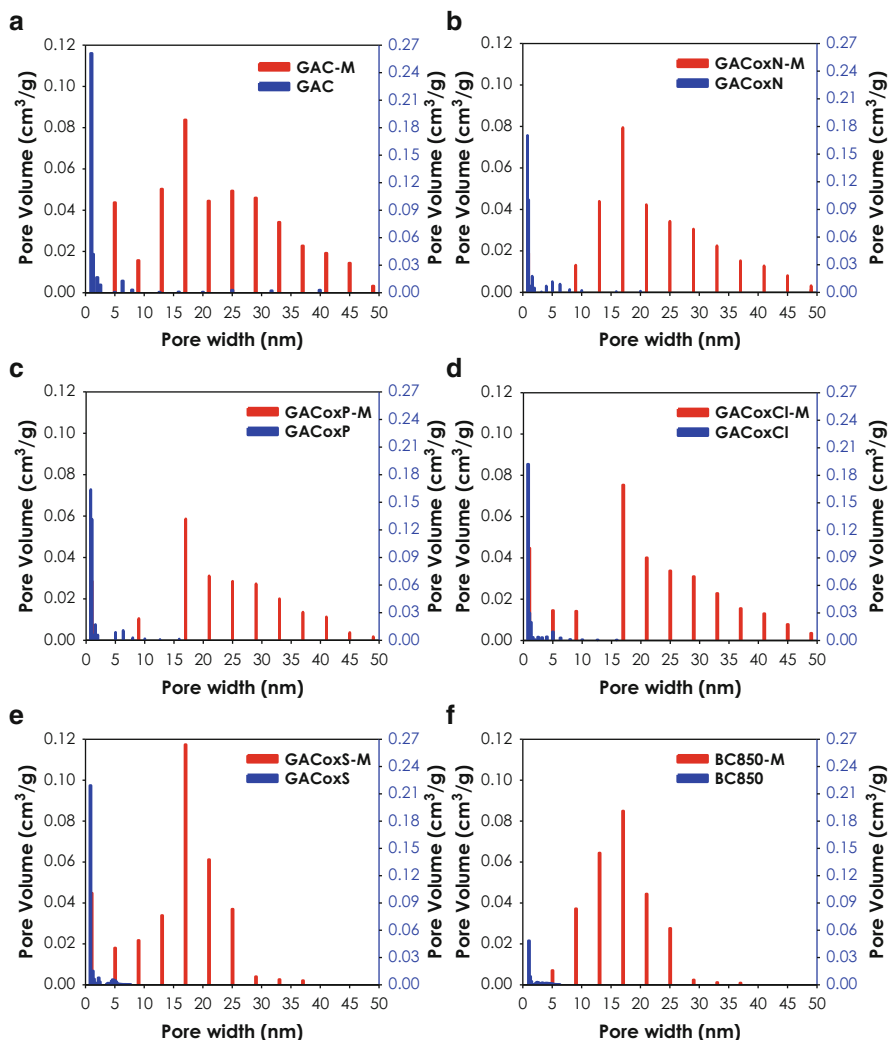 a
Pore Volume (cm³/g)
0.12
0.10
0.08
0.06
0.04
0.02
0.00
GAC-M
GAC
0.27
0.24
0.21
0.18
0.15
0.12
0.09
0.06
0.03
0.00
Pore Volume (cm³/g)
0 5 10 15 20 25 30 35 40 45 50
Pore width (nm)
b
Pore Volume (cm³/g)
0.12
0.10
0.08
0.06
0.04
0.02
0.00
GACoxN-M
GACoxN
0.27
0.24
0.21
0.18
0.15
0.12
0.09
0.06
0.03
0.00
Pore Volume (cm³/g)
0 5 10 15 20 25 30 35 40 45 50
Pore width (nm)
c
Pore Volume (cm³/g)
0.12
0.10
0.08
0.06
0.04
0.02
0.00
GACoxP-M
GACoxP
0.27
0.24
0.21
0.18
0.15
0.12
0.09
0.06
0.03
0.00
Pore Volume (cm³/g)
0 5 10 15 20 25 30 35 40 45 50
Pore width (nm)
d
Pore Volume (cm³/g)
0.12
0.10
0.08
0.06
0.04
0.02
0.00
GACoxCl-M
GACoxCl
0.27
0.24
0.21
0.18
0.15
0.12
0.09
0.06
0.03
0.00
Pore Volume (cm³/g)
0 5 10 15 20 25 30 35 40 45 50
Pore width (nm)
e
Pore Volume (cm³/g)
0.12
0.10
0.08
0.06
0.04
0.02
0.00
GACoxS-M
GACoxS
0.27
0.24
0.21
0.18
0.15
0.12
0.09
0.06
0.03
0.00
Pore Volume (cm³/g)
0 5 10 15 20 25 30 35 40 45 50
Pore width (nm)
f
Pore Volume (cm³/g)
0.12
0.10
0.08
0.06
0.04
0.02
0.00
BC850-M
BC850
0.27
0.24
0.21
0.18
0.15
0.12
0.09
0.06
0.03
0.00
Pore Volume (cm³/g)
0 5 10 15 20 25 30 35 40 45 50
Pore width (nm)